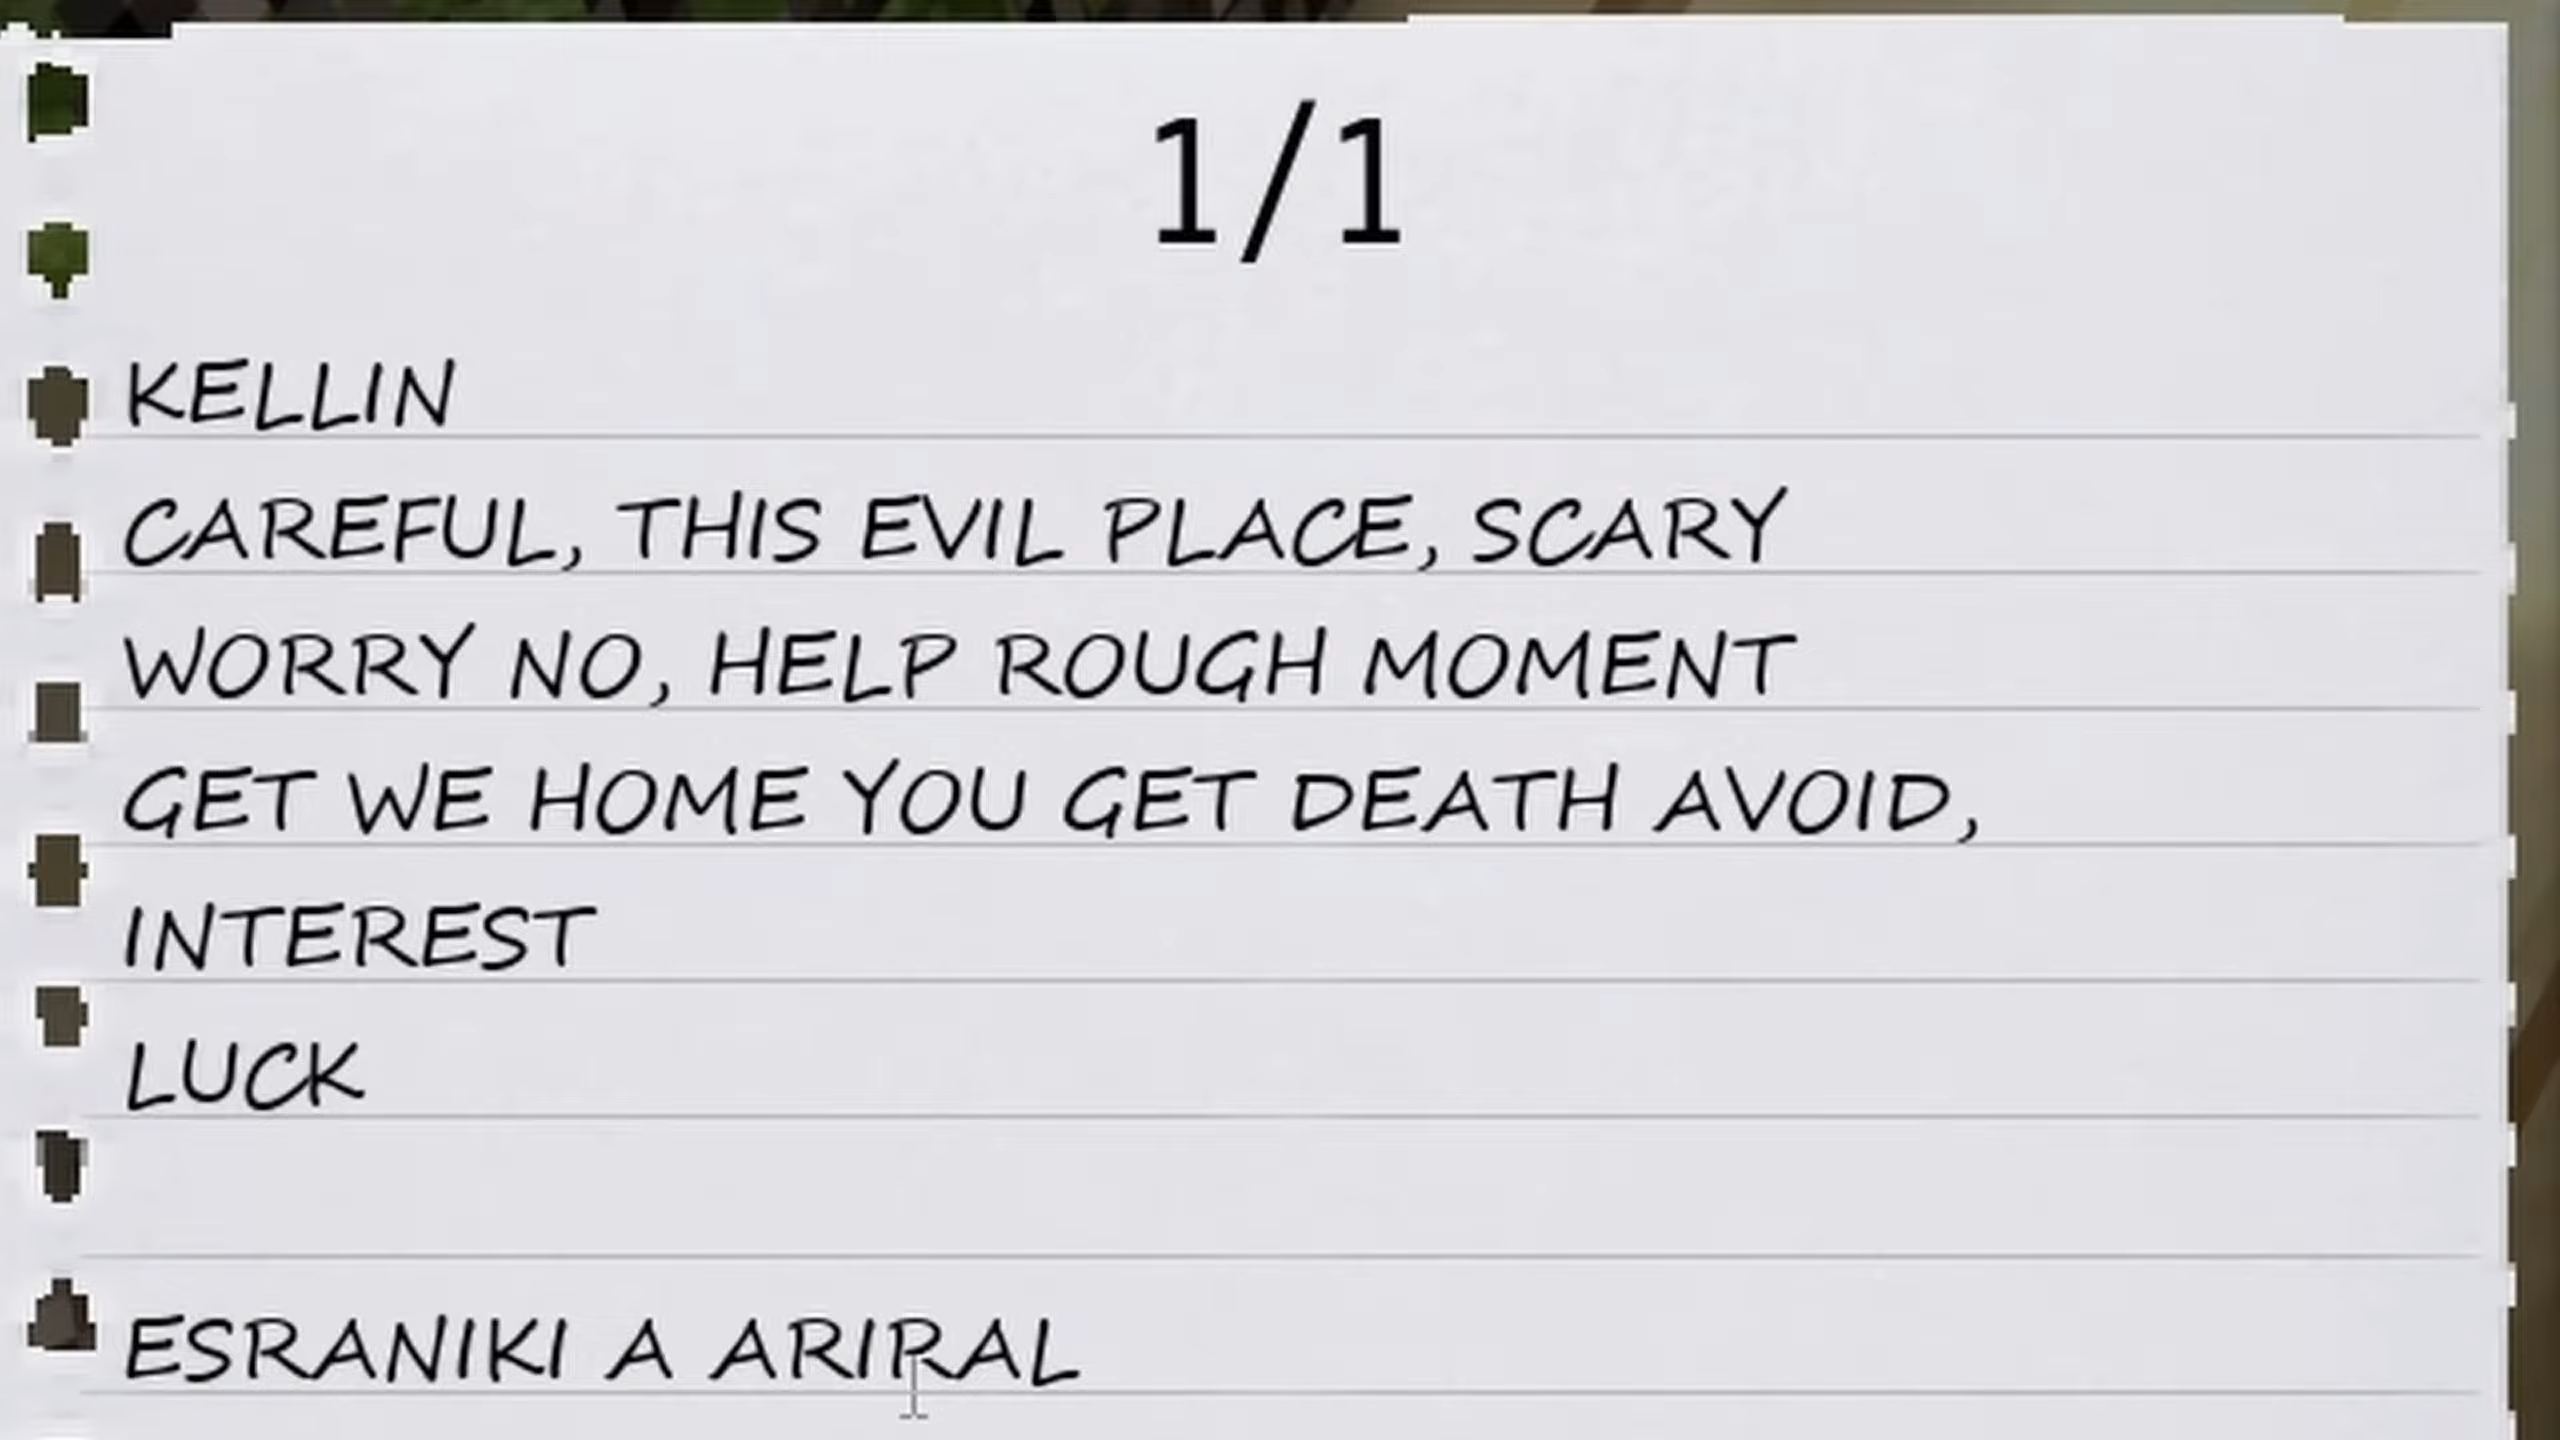 1/1
KELLIN
CAREFUL, THIS EVIL PLACE, SCARY
WORRY NO, HELP ROUGH MOMENT
GET WE HOME YOU GET DEATH AVOID,
INTEREST
LUCK
ESRANIKI A ARIRAL